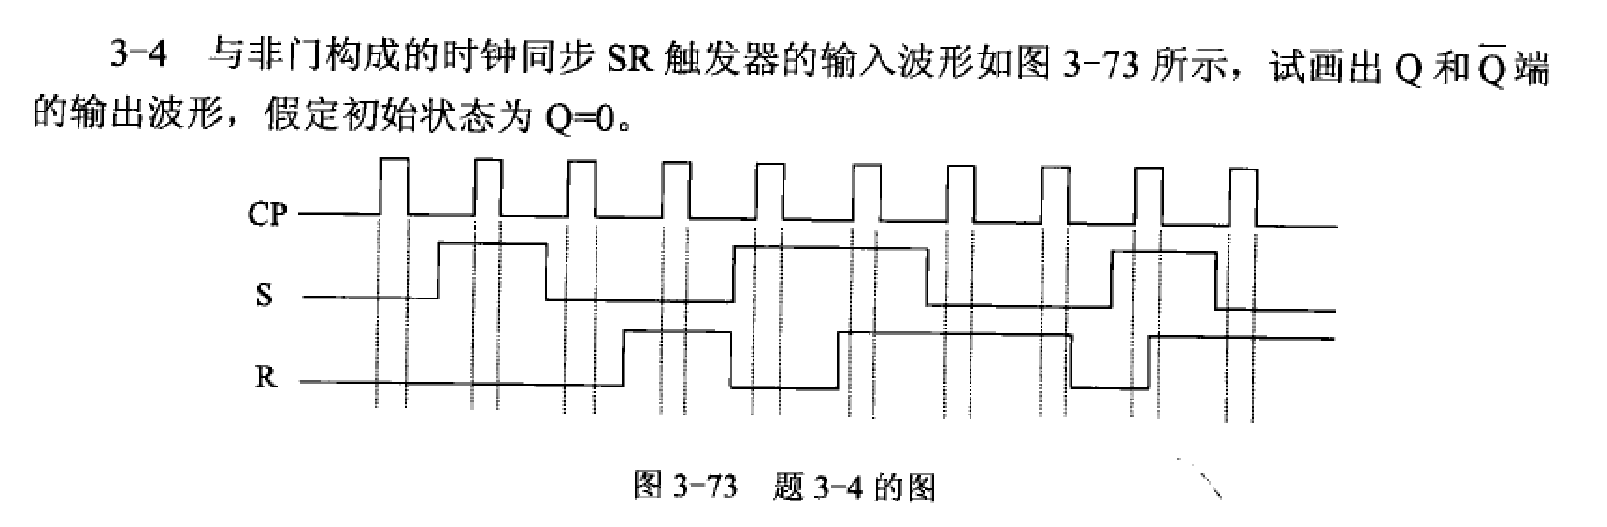 3-4 与非门构成的时钟同步 SR 触发器的输入波形如图 3-73 所示，试画出 Q 和 Q̅ 端
的输出波形，假定初始状态为 Q=0。
CP
S
R
图 3-73 题 3-4 的图